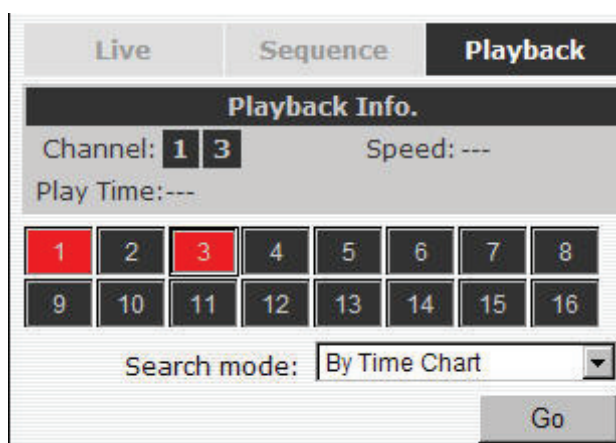 Live Sequence Playback
Playback Info.
Channel: 1 3 Speed: ---
Play Time:---
1 2 3 4 5 6 7 8
9 10 11 12 13 14 15 16
Search mode: By Time Chart
Go